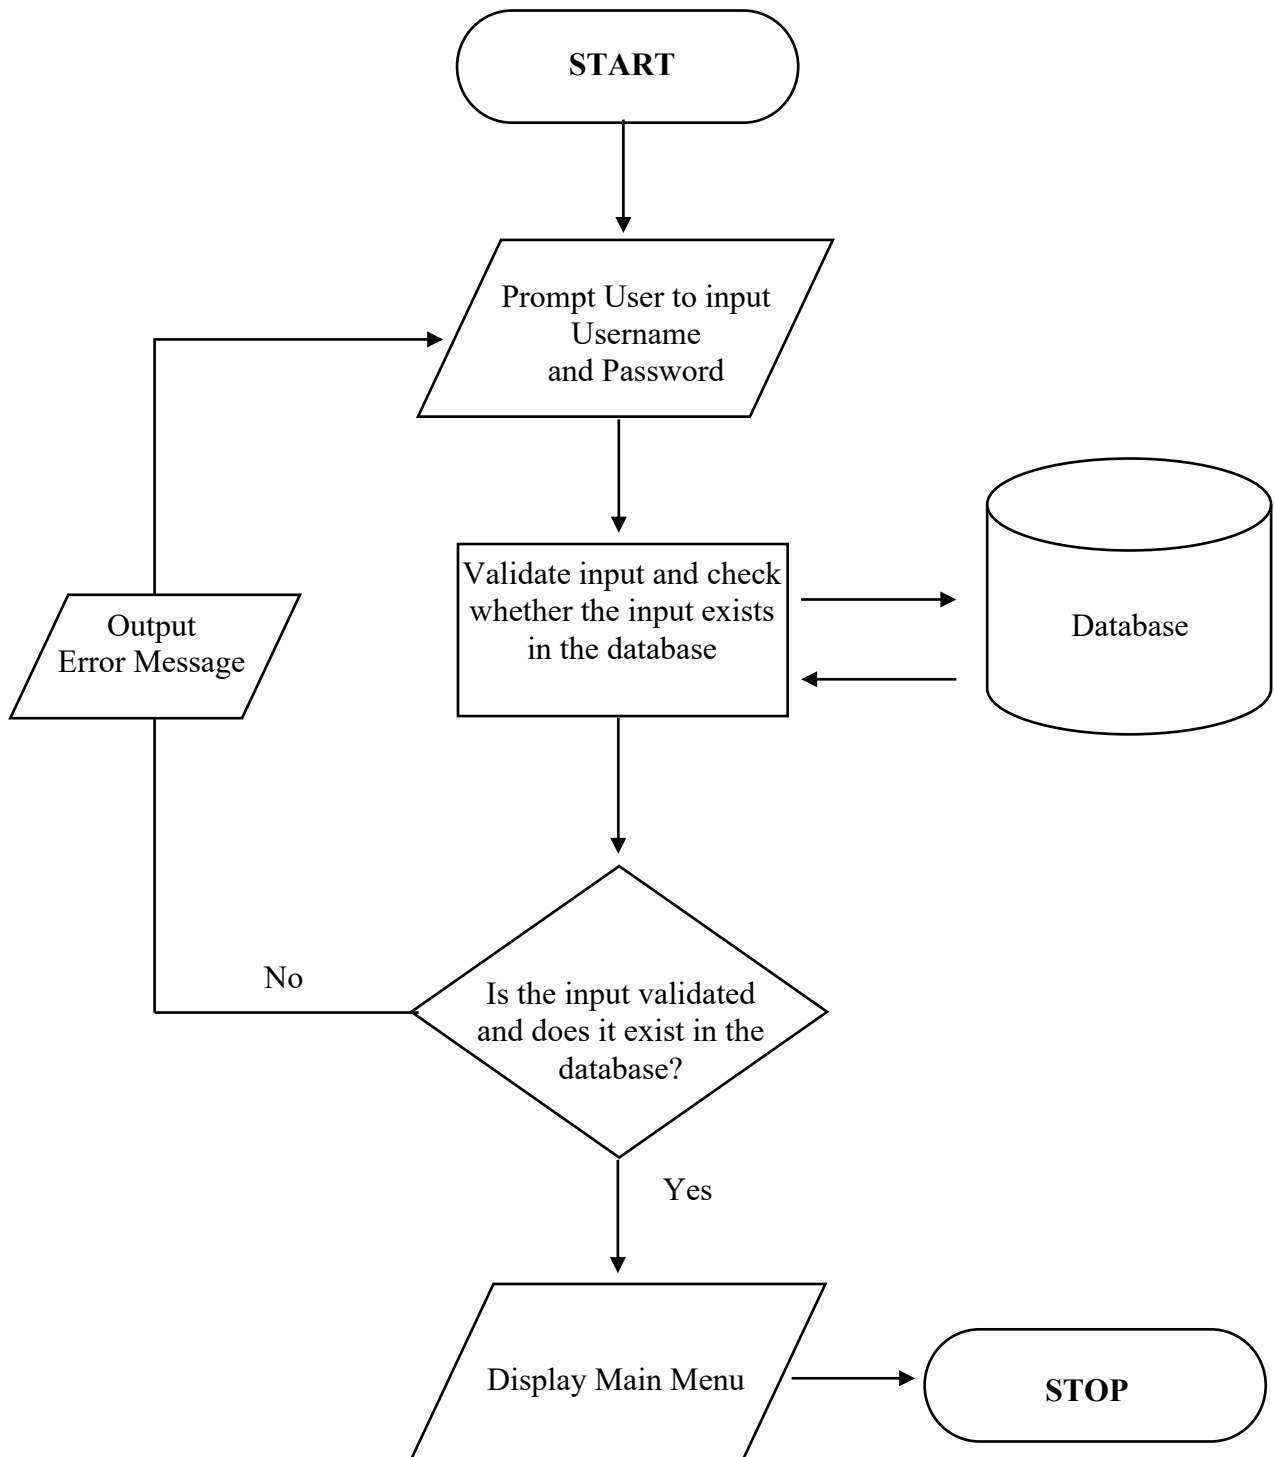 START
Prompt User to input
Username
and Password
Validate input and check
whether the input exists
in the database
Database
Output
Error Message
No
Is the input validated
and does it exist in the
database?
Yes
Display Main Menu
STOP